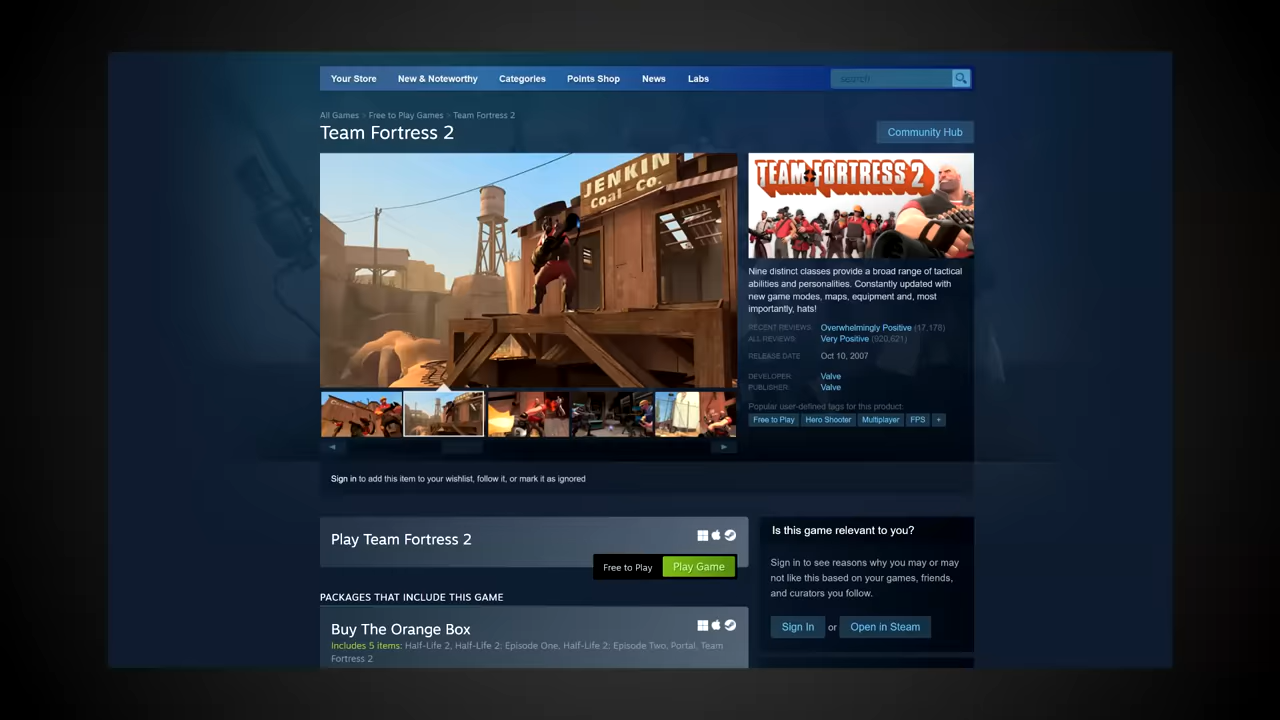 Your Store New & Noteworthy Categories Points Shop News Labs search
All Games > Free to Play Games > Team Fortress 2
Team Fortress 2
Community Hub
JENKIN
Coal Co.
TEAM FORTRESS 2
Nine distinct classes provide a broad range of tactical
abilities and personalities. Constantly updated with
new game modes, maps, equipment and, most
importantly, hats!
RECENT REVIEWS: Overwhelmingly Positive (17,178)
ALL REVIEWS: Very Positive (920,621)
RELEASE DATE Oct 10, 2007
DEVELOPER: Valve
PUBLISHER: Valve
Popular user-defined tags for this product:
Free to Play Hero Shooter Multiplayer FPS +
Sign in to add this item to your wishlist, follow it, or mark it as ignored
Play Team Fortress 2
Free to Play Play Game
PACKAGES THAT INCLUDE THIS GAME
Buy The Orange Box
Includes 5 items: Half-Life 2, Half-Life 2: Episode One, Half-Life 2: Episode Two, Portal, Team
Fortress 2
Is this game relevant to you?
Sign in to see reasons why you may or may
not like this based on your games, friends,
and curators you follow.
Sign In or Open in Steam